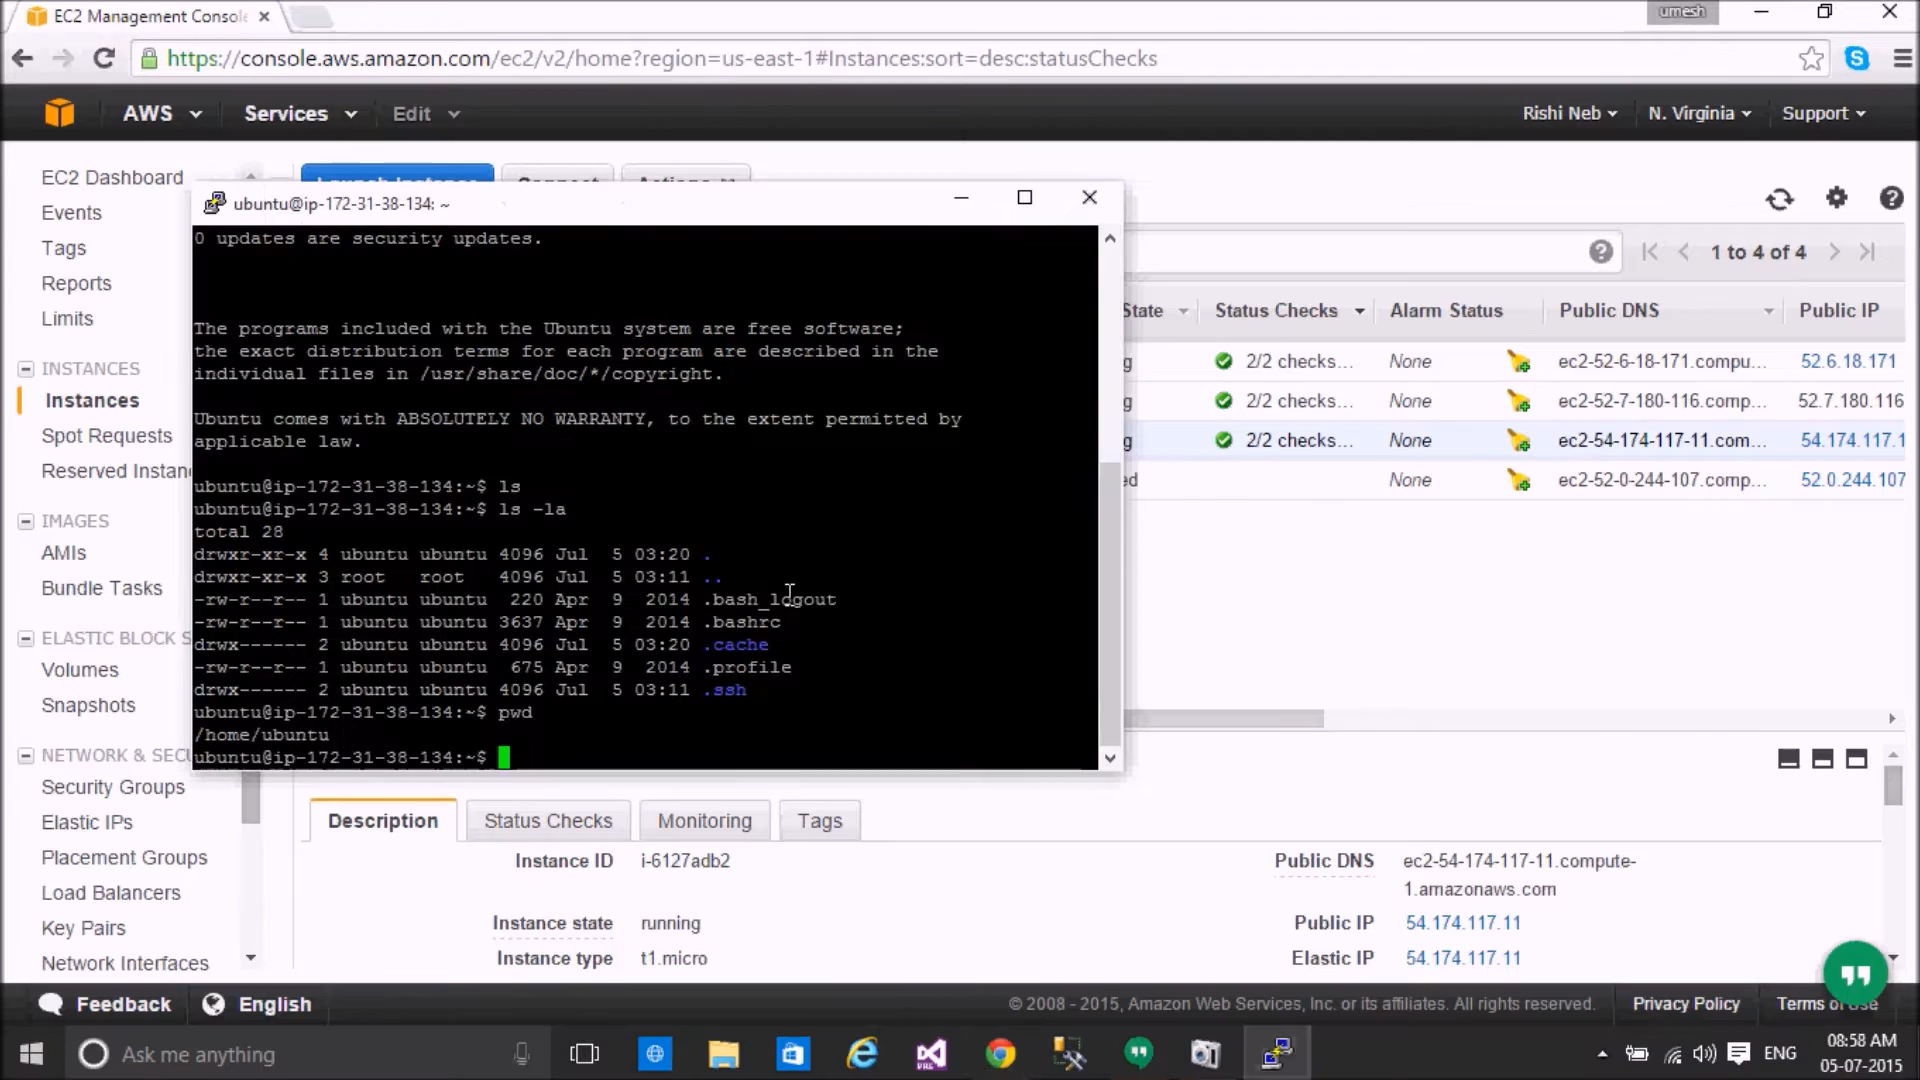 EC2 Management Console
umesh
https://console.aws.amazon.com/ec2/v2/home?region=us-east-1#Instances:sort=desc:statusChecks
AWS Services Edit Rishi Neb N. Virginia Support
EC2 Dashboard
Events
Tags
Reports
Limits
INSTANCES
Instances
Spot Requests
Reserved Instan
IMAGES
AMIs
Bundle Tasks
ELASTIC BLOCK S
Volumes
Snapshots
NETWORK & SECU
Security Groups
Elastic IPs
Placement Groups
Load Balancers
Key Pairs
Network Interfaces
Launch Instance Connect Actions
ubuntu@ip-172-31-38-134: ~
0 updates are security updates.
The programs included with the Ubuntu system are free software;
the exact distribution terms for each program are described in the
individual files in /usr/share/doc/*/copyright.
Ubuntu comes with ABSOLUTELY NO WARRANTY, to the extent permitted by
applicable law.
ubuntu@ip-172-31-38-134:~$ ls
ubuntu@ip-172-31-38-134:~$ ls -la
total 28
drwxr-xr-x 4 ubuntu ubuntu 4096 Jul 5 03:20 .
drwxr-xr-x 3 root root 4096 Jul 5 03:11 ..
-rw-r--r-- 1 ubuntu ubuntu 220 Apr 9 2014 .bash_logout
-rw-r--r-- 1 ubuntu ubuntu 3637 Apr 9 2014 .bashrc
drwx------ 2 ubuntu ubuntu 4096 Jul 5 03:20 .cache
-rw-r--r-- 1 ubuntu ubuntu 675 Apr 9 2014 .profile
drwx------ 2 ubuntu ubuntu 4096 Jul 5 03:11 .ssh
ubuntu@ip-172-31-38-134:~$ pwd
/home/ubuntu
ubuntu@ip-172-31-38-134:~$
1 to 4 of 4
State Status Checks Alarm Status Public DNS Public IP
g 2/2 checks... None ec2-52-6-18-171.compu... 52.6.18.171
g 2/2 checks... None ec2-52-7-180-116.comp... 52.7.180.116
g 2/2 checks... None ec2-54-174-117-11.com... 54.174.117.1
ed None ec2-52-0-244-107.comp... 52.0.244.107
Description Status Checks Monitoring Tags
Instance ID i-6127adb2
Instance state running
Instance type t1.micro
Public DNS ec2-54-174-117-11.compute-
1.amazonaws.com
Public IP 54.174.117.11
Elastic IP 54.174.117.11
Feedback English © 2008 - 2015, Amazon Web Services, Inc. or its affiliates. All rights reserved. Privacy Policy Terms of Use
Ask me anything
ENG
08:58 AM
05-07-2015